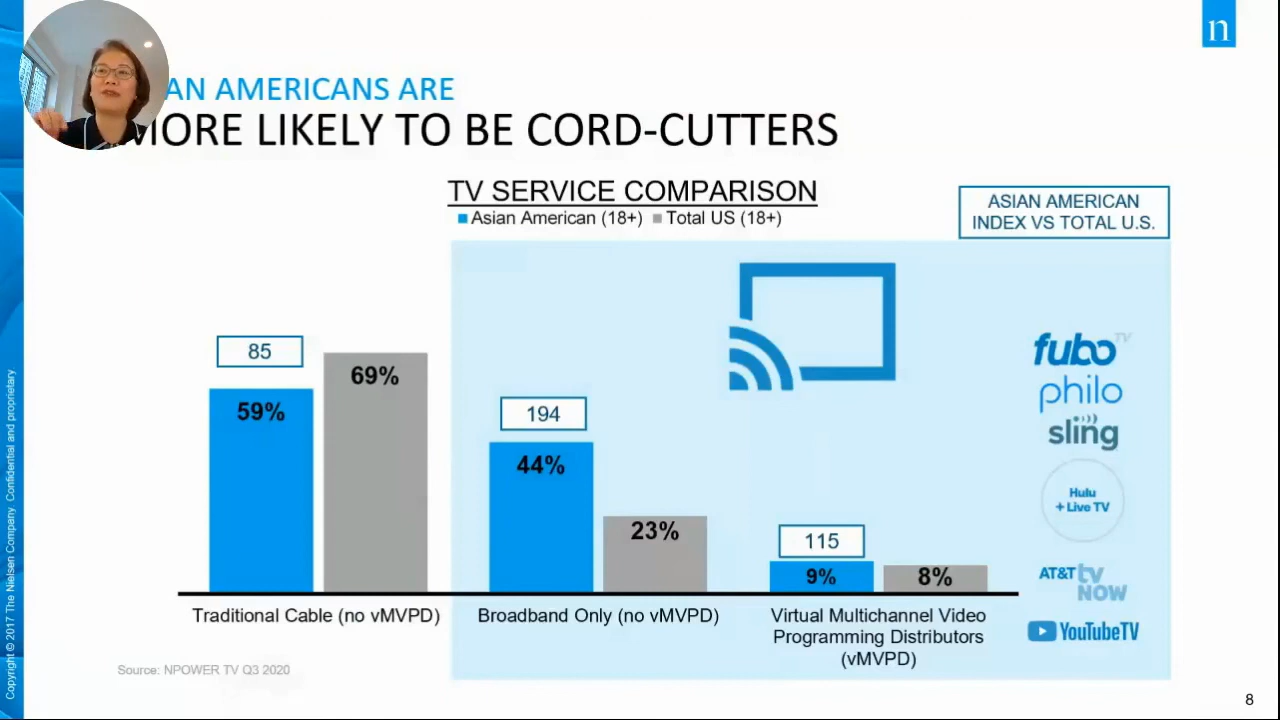 n
AN AMERICANS ARE
MORE LIKELY TO BE CORD-CUTTERS
TV SERVICE COMPARISON
Asian American (18+) Total US (18+)
ASIAN AMERICAN
INDEX VS TOTAL U.S.
85
59%
69%
194
44%
23%
115
9%
8%
fubo TV
philo
sling
Hulu
+ Live TV
AT&T tv
NOW
YouTubeTV
Traditional Cable (no vMVPD)
Broadband Only (no vMVPD)
Virtual Multichannel Video
Programming Distributors
(vMVPD)
Source: NPOWER TV Q3 2020
Copyright © 2017 The Nielsen Company. Confidential and proprietary
8